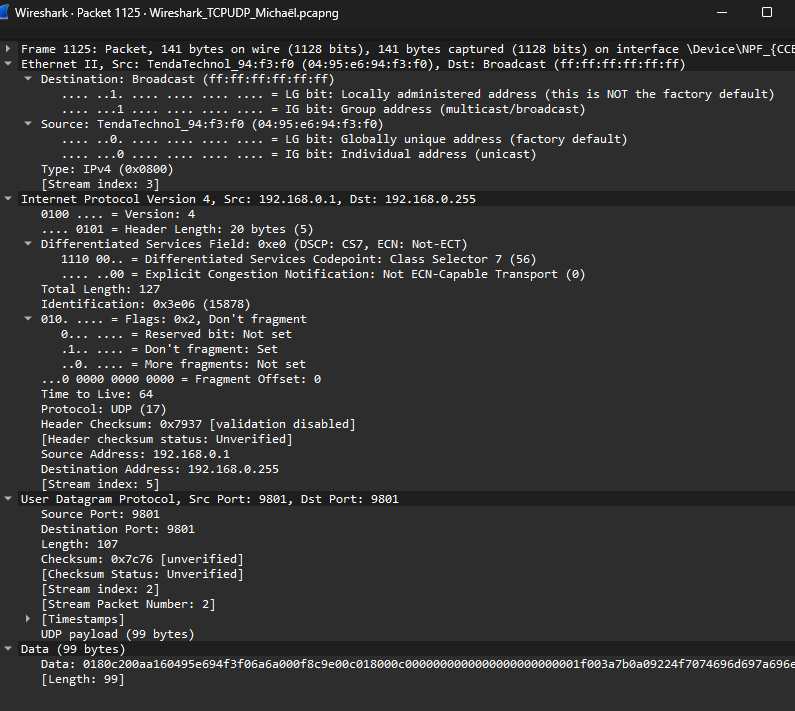 Wireshark · Packet 1125 · Wireshark_TCPUDP_Michaël.pcapng
Frame 1125: Packet, 141 bytes on wire (1128 bits), 141 bytes captured (1128 bits) on interface \Device\NPF_{CCE
Ethernet II, Src: TendaTechnol_94:f3:f0 (04:95:e6:94:f3:f0), Dst: Broadcast (ff:ff:ff:ff:ff:ff)
Destination: Broadcast (ff:ff:ff:ff:ff:ff)
.... ..1. .... .... .... .... = LG bit: Locally administered address (this is NOT the factory default)
.... ...1 .... .... .... .... = IG bit: Group address (multicast/broadcast)
Source: TendaTechnol_94:f3:f0 (04:95:e6:94:f3:f0)
.... ..0. .... .... .... .... = LG bit: Globally unique address (factory default)
.... ...0 .... .... .... .... = IG bit: Individual address (unicast)
Type: IPv4 (0x0800)
[Stream index: 3]
Internet Protocol Version 4, Src: 192.168.0.1, Dst: 192.168.0.255
0100 .... = Version: 4
.... 0101 = Header Length: 20 bytes (5)
Differentiated Services Field: 0xe0 (DSCP: CS7, ECN: Not-ECT)
1110 00.. = Differentiated Services Codepoint: Class Selector 7 (56)
.... ..00 = Explicit Congestion Notification: Not ECN-Capable Transport (0)
Total Length: 127
Identification: 0x3e06 (15878)
010. .... = Flags: 0x2, Don't fragment
0... .... = Reserved bit: Not set
.1.. .... = Don't fragment: Set
..0. .... = More fragments: Not set
...0 0000 0000 0000 = Fragment Offset: 0
Time to Live: 64
Protocol: UDP (17)
Header Checksum: 0x7937 [validation disabled]
[Header checksum status: Unverified]
Source Address: 192.168.0.1
Destination Address: 192.168.0.255
[Stream index: 5]
User Datagram Protocol, Src Port: 9801, Dst Port: 9801
Source Port: 9801
Destination Port: 9801
Length: 107
Checksum: 0x7c76 [unverified]
[Checksum Status: Unverified]
[Stream index: 2]
[Stream Packet Number: 2]
[Timestamps]
UDP payload (99 bytes)
Data (99 bytes)
Data: 0180c200aa160495e694f3f06a6a000f8c9e00c018000c0000000000000000000000001f003a7b0a09224f7074696d697a696e
[Length: 99]